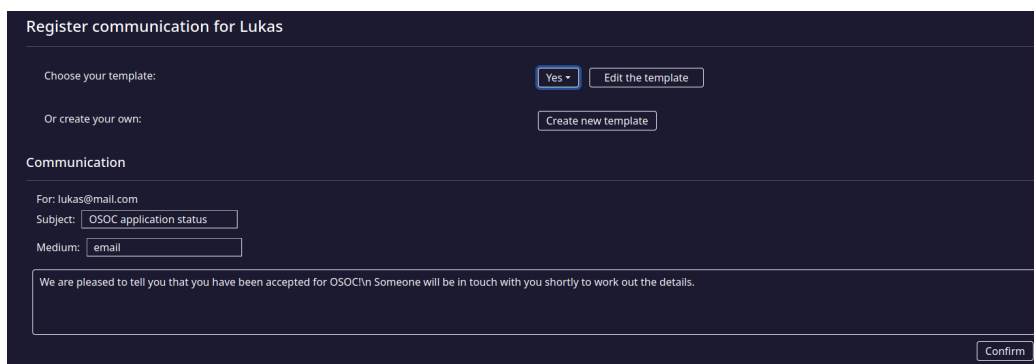 Register communication for Lukas
Choose your template: Yes Edit the template
Or create your own: Create new template
Communication
For: lukas@mail.com
Subject: OSOC application status
Medium: email
We are pleased to tell you that you have been accepted for OSOC!\n Someone will be in touch with you shortly to work out the details.
Confirm